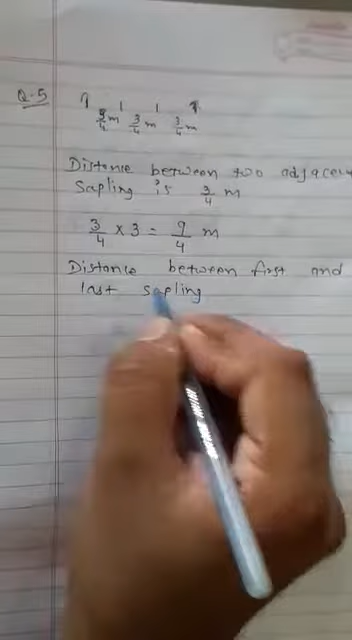 Q-5
3/4 m 3/4 m 3/4 m
Distance between two adjacent
Sapling is 3/4 m
3/4 × 3 = 9/4 m
Distance between first and
last sapling